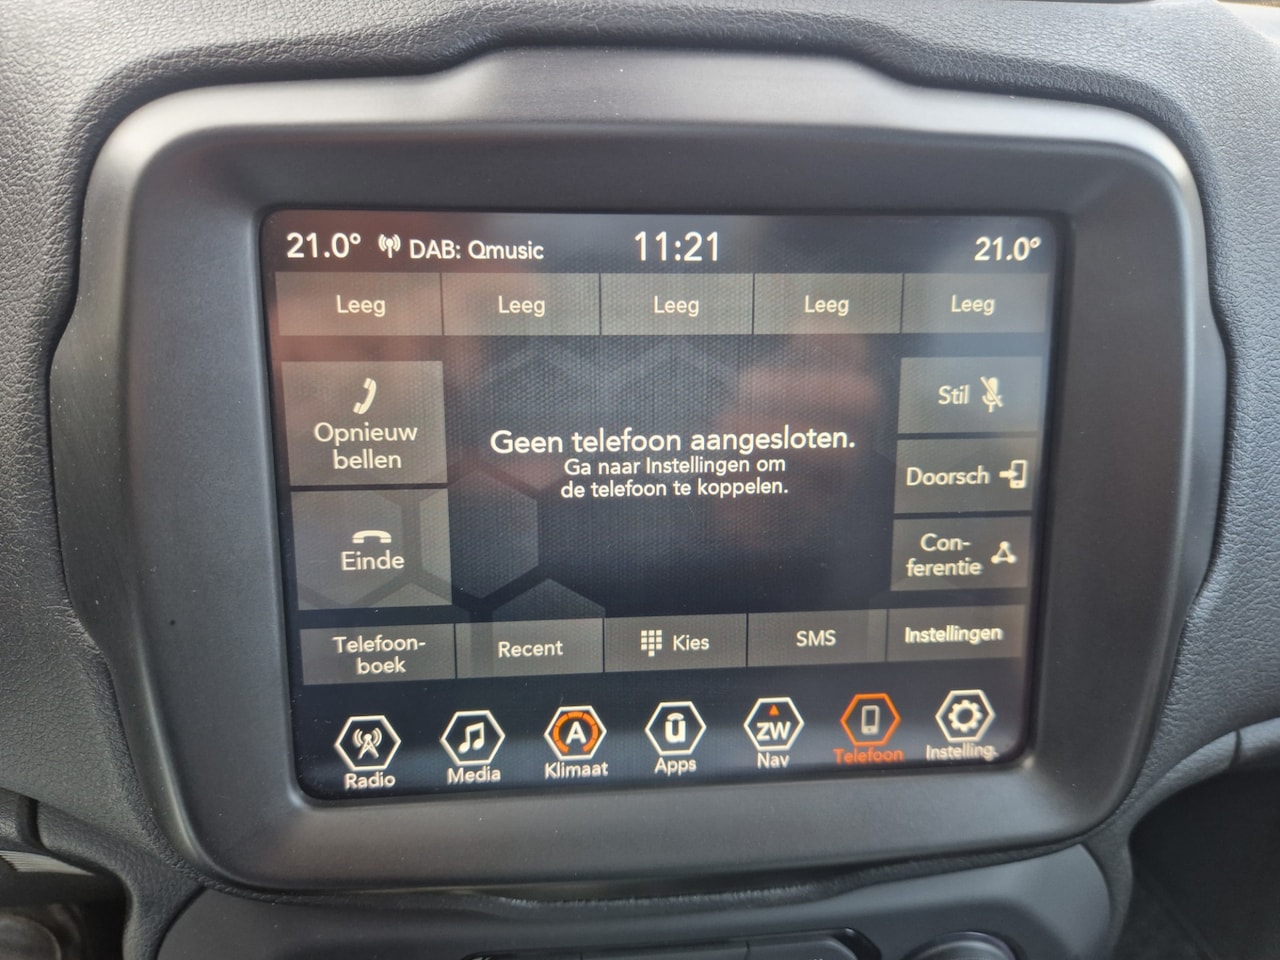 21.0° DAB: Qmusic 11:21 21.0°
Leeg Leeg Leeg Leeg Leeg
Opnieuw
bellen
Einde
Geen telefoon aangesloten.
Ga naar Instellingen om
de telefoon te koppelen.
Stil
Doorsch
Con-
ferentie
Telefoon-
boek
Recent
Kies
SMS
Instellingen
A
ū
ZW
Radio Media Klimaat Apps Nav Telefoon Instelling.